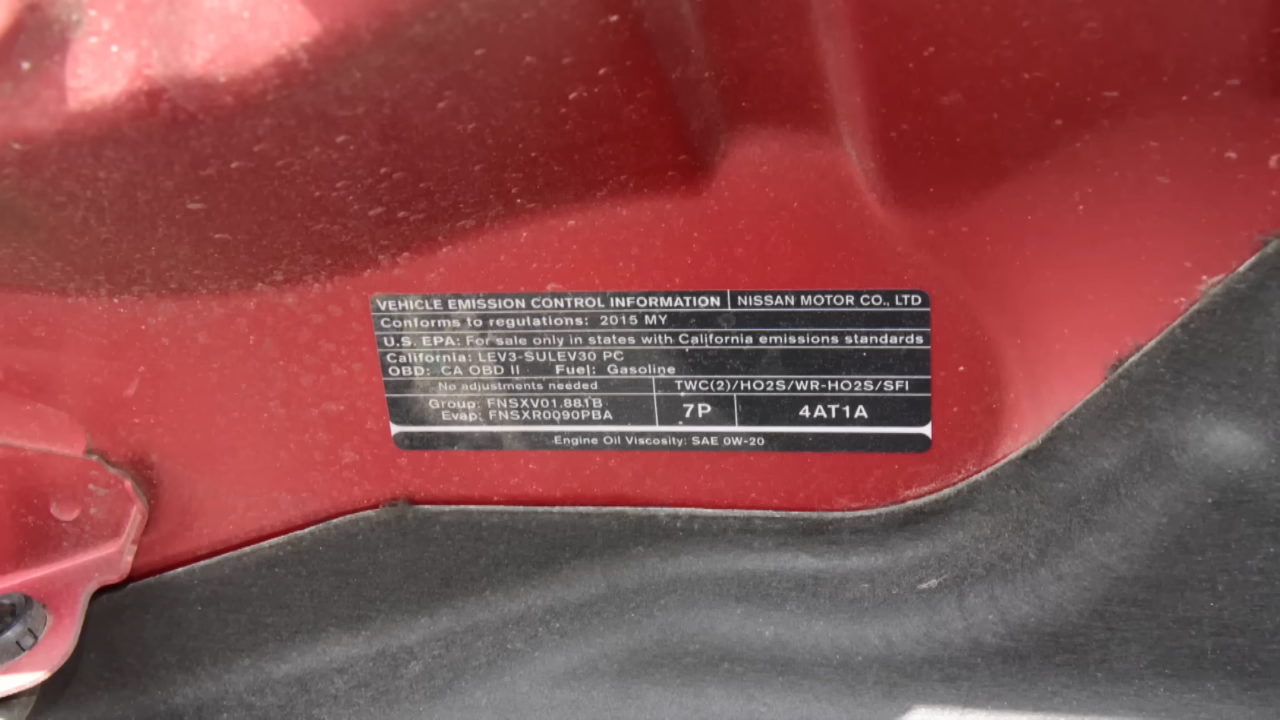 VEHICLE EMISSION CONTROL INFORMATION NISSAN MOTOR CO., LTD
Conforms to regulations: 2015 MY
U.S. EPA: For sale only in states with California emissions standards
California: LEV3-SULEV30 PC
OBD: CA OBD II Fuel: Gasoline
No adjustments needed TWC(2)/HO2S/WR-HO2S/SFI
Group: FNSXV01.881B
Evap: FNSXR0090PBA
7P 4AT1A
Engine Oil Viscosity: SAE 0W-20